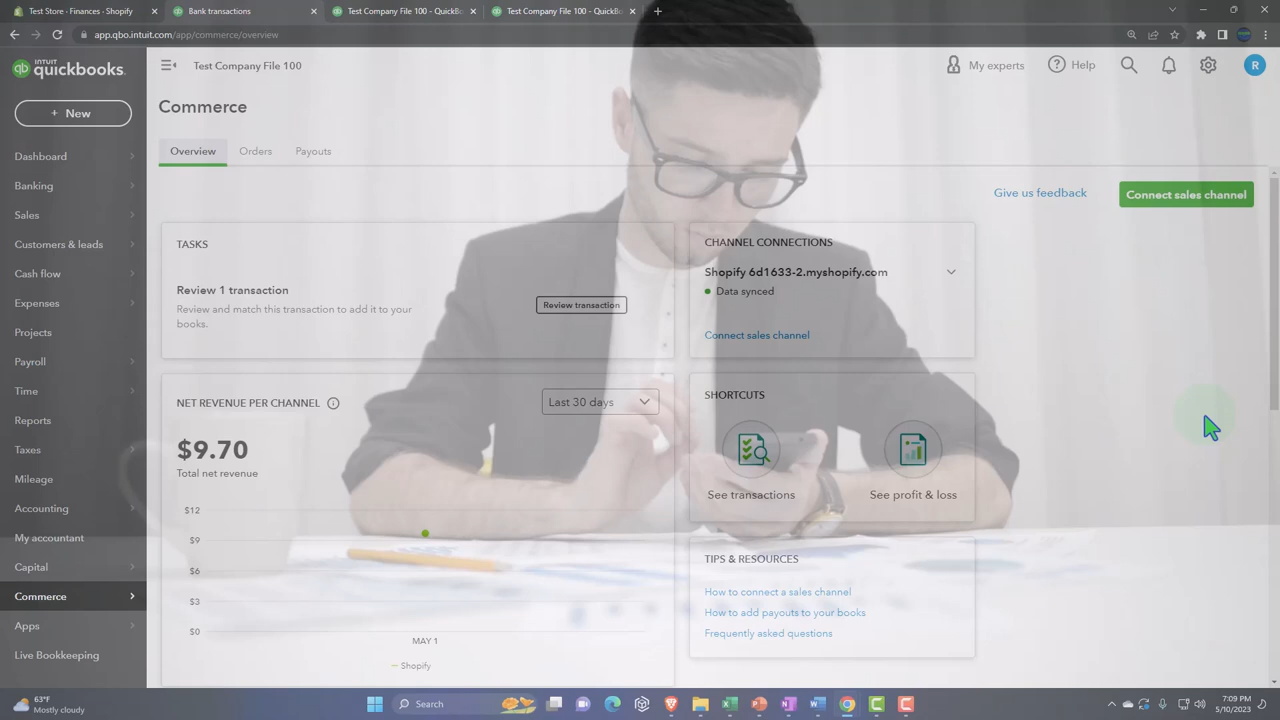 Test Store - Finances - Shopify
Bank transactions
Test Company File 100 - QuickBo
Test Company File 100 - QuickBo
app.qbo.intuit.com/app/commerce/overview
INTUIT
quickbooks.
Test Company File 100
My experts
Help
R
+ New
Commerce
Dashboard
Banking
Sales
Customers & leads
Cash flow
Expenses
Projects
Payroll
Time
Reports
Taxes
Mileage
Accounting
My accountant
Capital
Commerce
Apps
Live Bookkeeping
Overview
Orders
Payouts
Give us feedback
Connect sales channel
TASKS
Review 1 transaction
Review and match this transaction to add it to your
books.
Review transaction
CHANNEL CONNECTIONS
Shopify 6d1633-2.myshopify.com
Data synced
Connect sales channel
NET REVENUE PER CHANNEL
Last 30 days
$9.70
Total net revenue
$12
$9
$6
$3
$0
MAY 1
Shopify
SHORTCUTS
See transactions
See profit & loss
TIPS & RESOURCES
How to connect a sales channel
How to add payouts to your books
Frequently asked questions
63°F
Mostly cloudy
Search
7:09 PM
5/10/2023